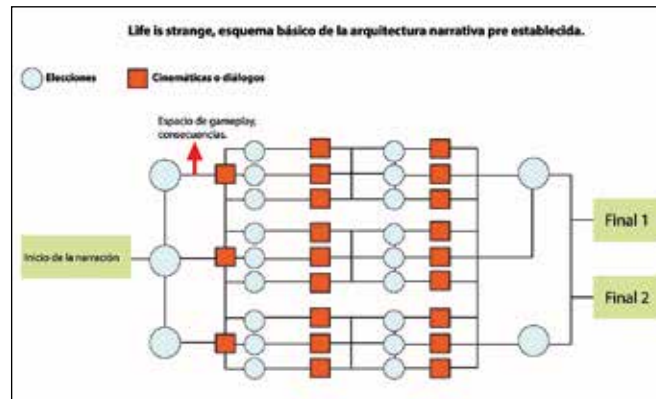 Life is strange, esquema básico de la arquitectura narrativa pre establecida.
Elecciones
Cinemáticas o diálogos
Espacio de gameplay,
consecuencias.
Inicio de la narración
Final 1
Final 2